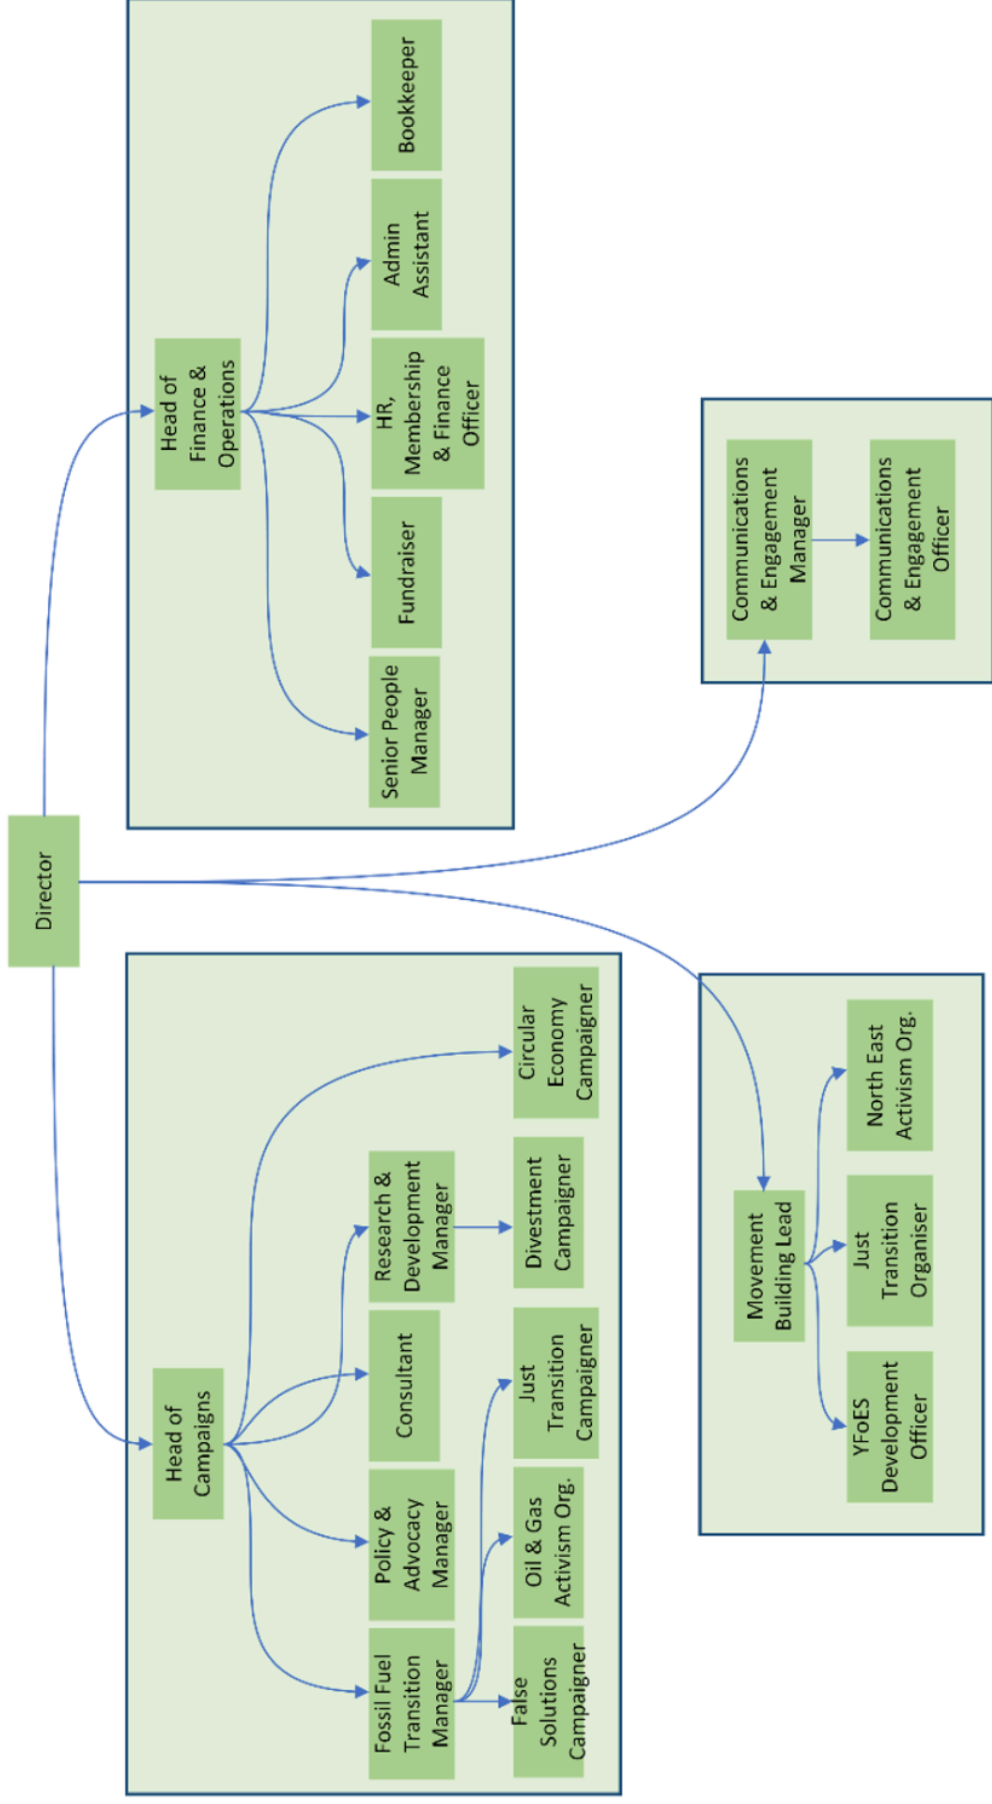 Director
Head of
Campaigns
Fossil Fuel
Transition
Manager
Policy &
Advocacy
Manager
Consultant
Research &
Development
Manager
False
Solutions
Campaigner
Oil & Gas
Activism Org.
Just
Transition
Campaigner
Divestment
Campaigner
Circular
Economy
Campaigner
Head of
Finance &
Operations
Senior People
Manager
Fundraiser
HR,
Membership
& Finance
Officer
Admin
Assistant
Bookkeeper
Movement
Building Lead
YFoES
Development
Officer
Just
Transition
Organiser
North East
Activism Org.
Communications
& Engagement
Manager
Communications
& Engagement
Officer